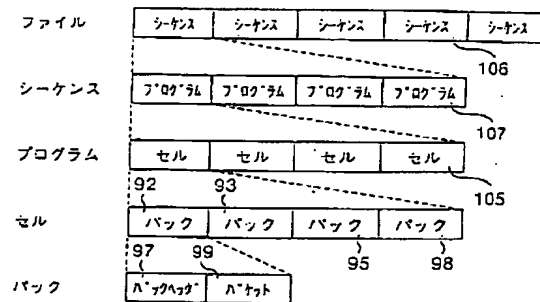 ファイル シーケンス シーケンス シーケンス シーケンス シーケンス
106
シーケンス プログラム プログラム プログラム プログラム
107
プログラム セル セル セル セル
92 93 105
セル パック パック パック パック
97 99 95 98
パック パックヘッダ パケット